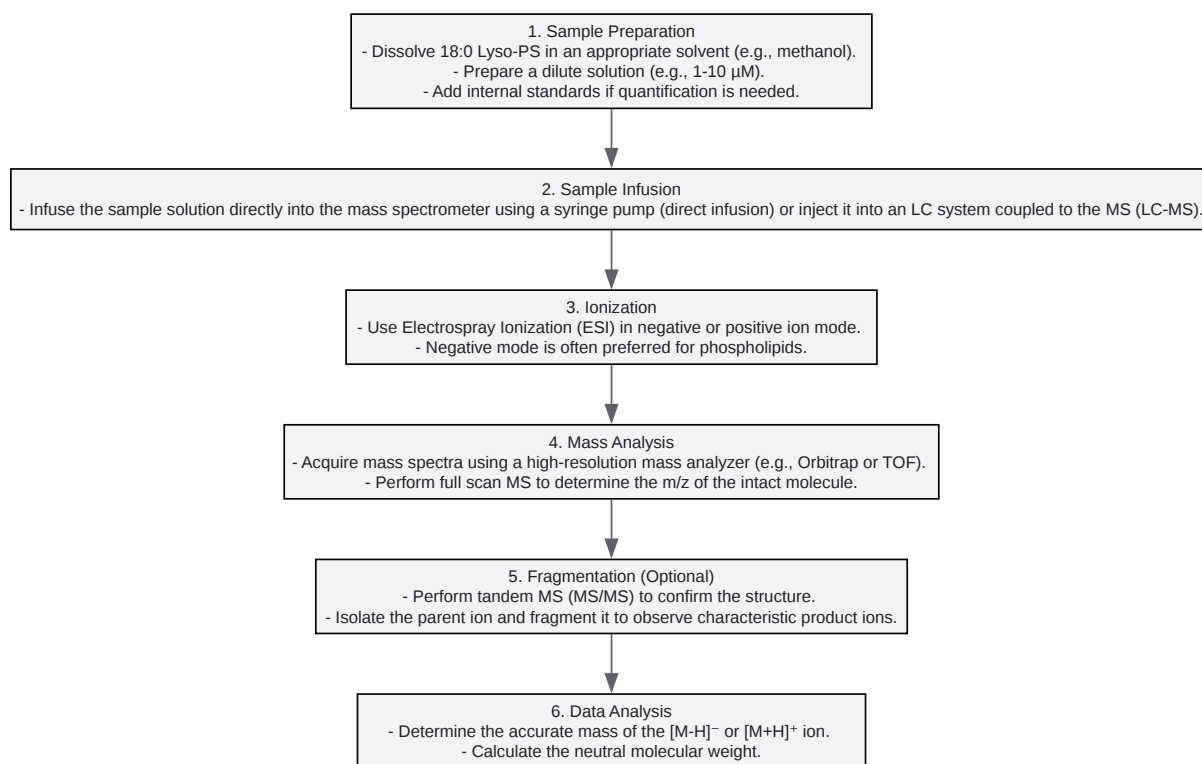 1. Sample Preparation
- Dissolve 18:0 Lyso-PS in an appropriate solvent (e.g., methanol).
- Prepare a dilute solution (e.g., 1-10 µM).
- Add internal standards if quantification is needed.
2. Sample Infusion
- Infuse the sample solution directly into the mass spectrometer using a syringe pump (direct infusion) or inject it into an LC system coupled to the MS (LC-MS).
3. Ionization
- Use Electrospray Ionization (ESI) in negative or positive ion mode.
- Negative mode is often preferred for phospholipids.
4. Mass Analysis
- Acquire mass spectra using a high-resolution mass analyzer (e.g., Orbitrap or TOF).
- Perform full scan MS to determine the m/z of the intact molecule.
5. Fragmentation (Optional)
- Perform tandem MS (MS/MS) to confirm the structure.
- Isolate the parent ion and fragment it to observe characteristic product ions.
6. Data Analysis
- Determine the accurate mass of the [M-H]⁻ or [M+H]⁺ ion.
- Calculate the neutral molecular weight.